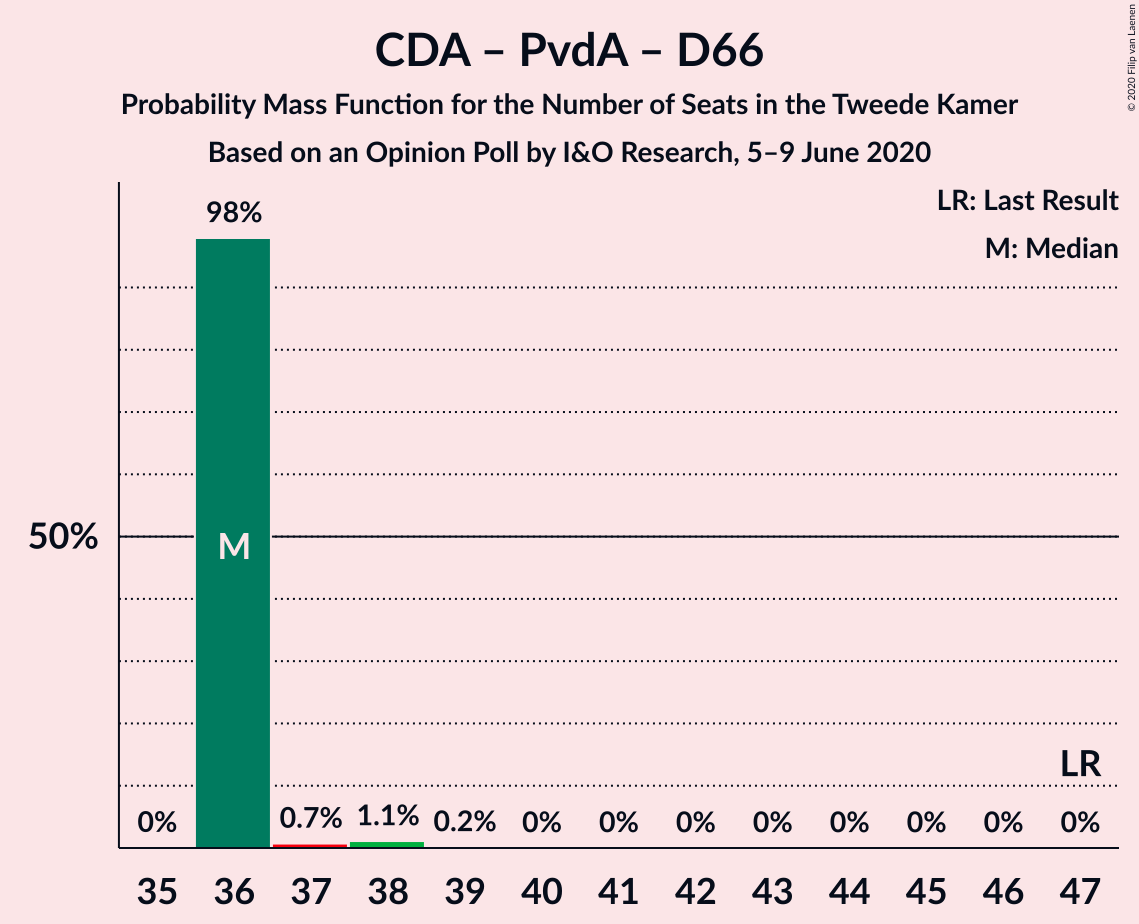 CDA – PvdA – D66
Probability Mass Function for the Number of Seats in the Tweede Kamer
Based on an Opinion Poll by I&O Research, 5–9 June 2020
© 2020 Filip van Laenen
LR: Last Result
M: Median
98%
50%
M
LR
0% 0.7% 1.1% 0.2% 0% 0% 0% 0% 0% 0% 0% 0%
35 36 37 38 39 40 41 42 43 44 45 46 47